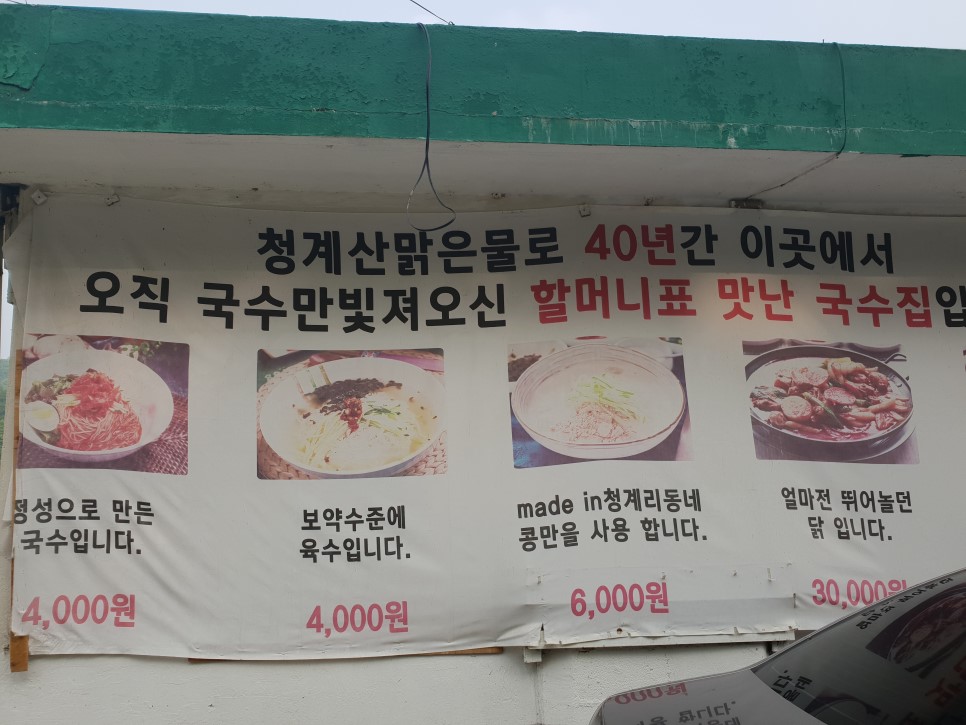 청계산맑은물로 40년간 이곳에서
오직 국수만빚져오신 할머니표 맛난 국수집입
정성으로 만든
국수입니다.
4,000원
보약수준에
육수입니다.
4,000원
made in청계리동네
콩만을 사용 합니다.
6,000원
얼마전 뛰어놀던
닭 입니다.
30,000원